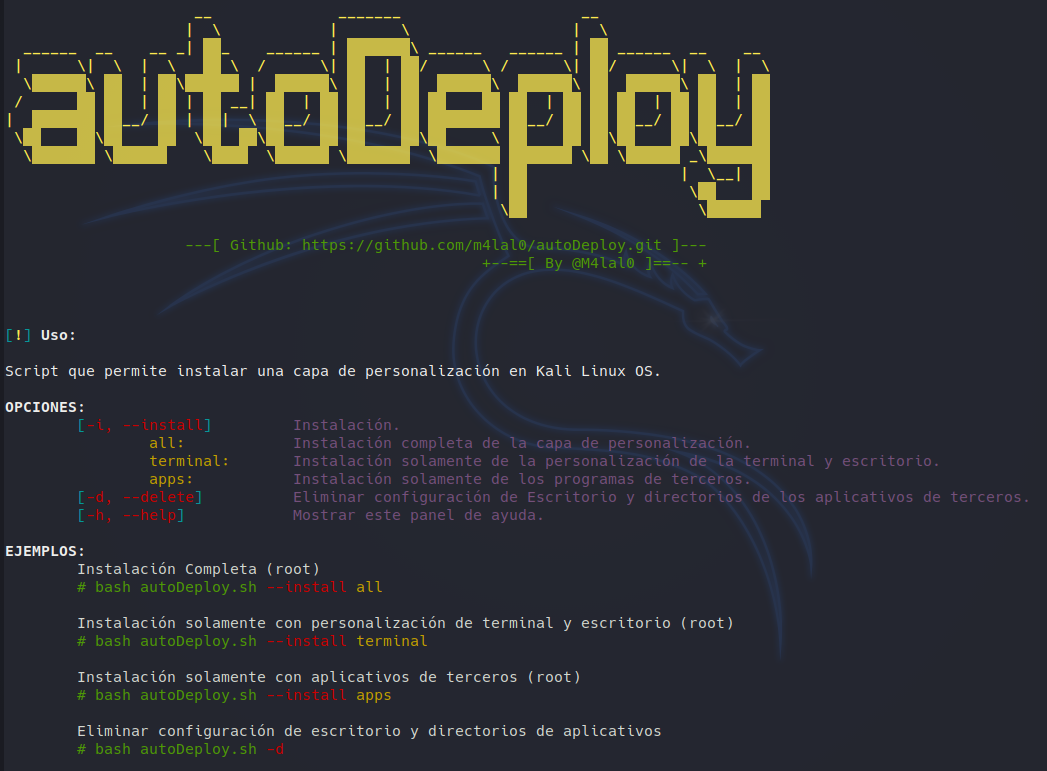 autoDeploy
---[ Github: https://github.com/m4lal0/autoDeploy.git ]---
+--==[ By @M4lal0 ]==-- +
[!] Uso:
Script que permite instalar una capa de personalización en Kali Linux OS.
OPCIONES:
[-i, --install] Instalación.
all: Instalación completa de la capa de personalización.
terminal: Instalación solamente de la personalización de la terminal y escritorio.
apps: Instalación solamente de los programas de terceros.
[-d, --delete] Eliminar configuración de Escritorio y directorios de los aplicativos de terceros.
[-h, --help] Mostrar este panel de ayuda.
EJEMPLOS:
Instalación Completa (root)
# bash autoDeploy.sh --install all
Instalación solamente con personalización de terminal y escritorio (root)
# bash autoDeploy.sh --install terminal
Instalación solamente con aplicativos de terceros (root)
# bash autoDeploy.sh --install apps
Eliminar configuración de escritorio y directorios de aplicativos
# bash autoDeploy.sh -d